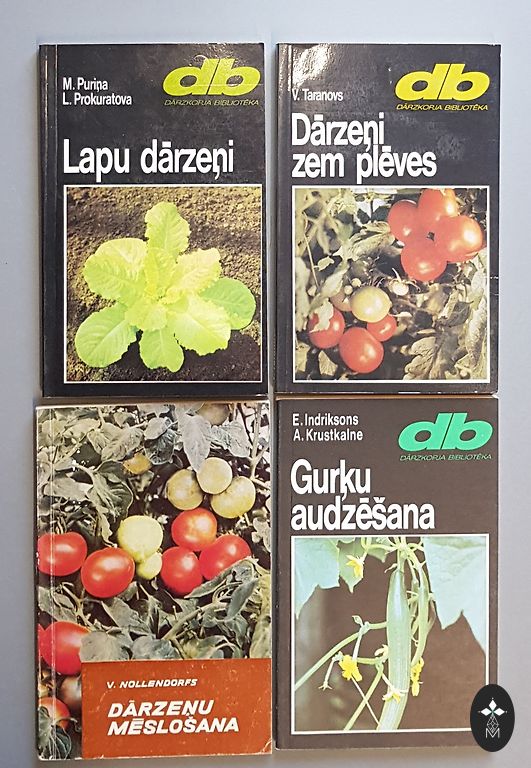 M. Puriņa
L. Prokuratova
db
DĀRZKOPJA BIBLIOTĒKA
Lapu dārzeņi
db
V. Taranovs
DĀRZKOPJA BIBLIOTĒKA
Dārzeņi
zem plēves
V. NOLLENDORFS
DĀRZEŅU
MĒSLOŠANA
E. Indriksons
A. Krustkalne
db
DĀRZKOPJA BIBLIOTĒKA
Gurķu
audzēšana
M